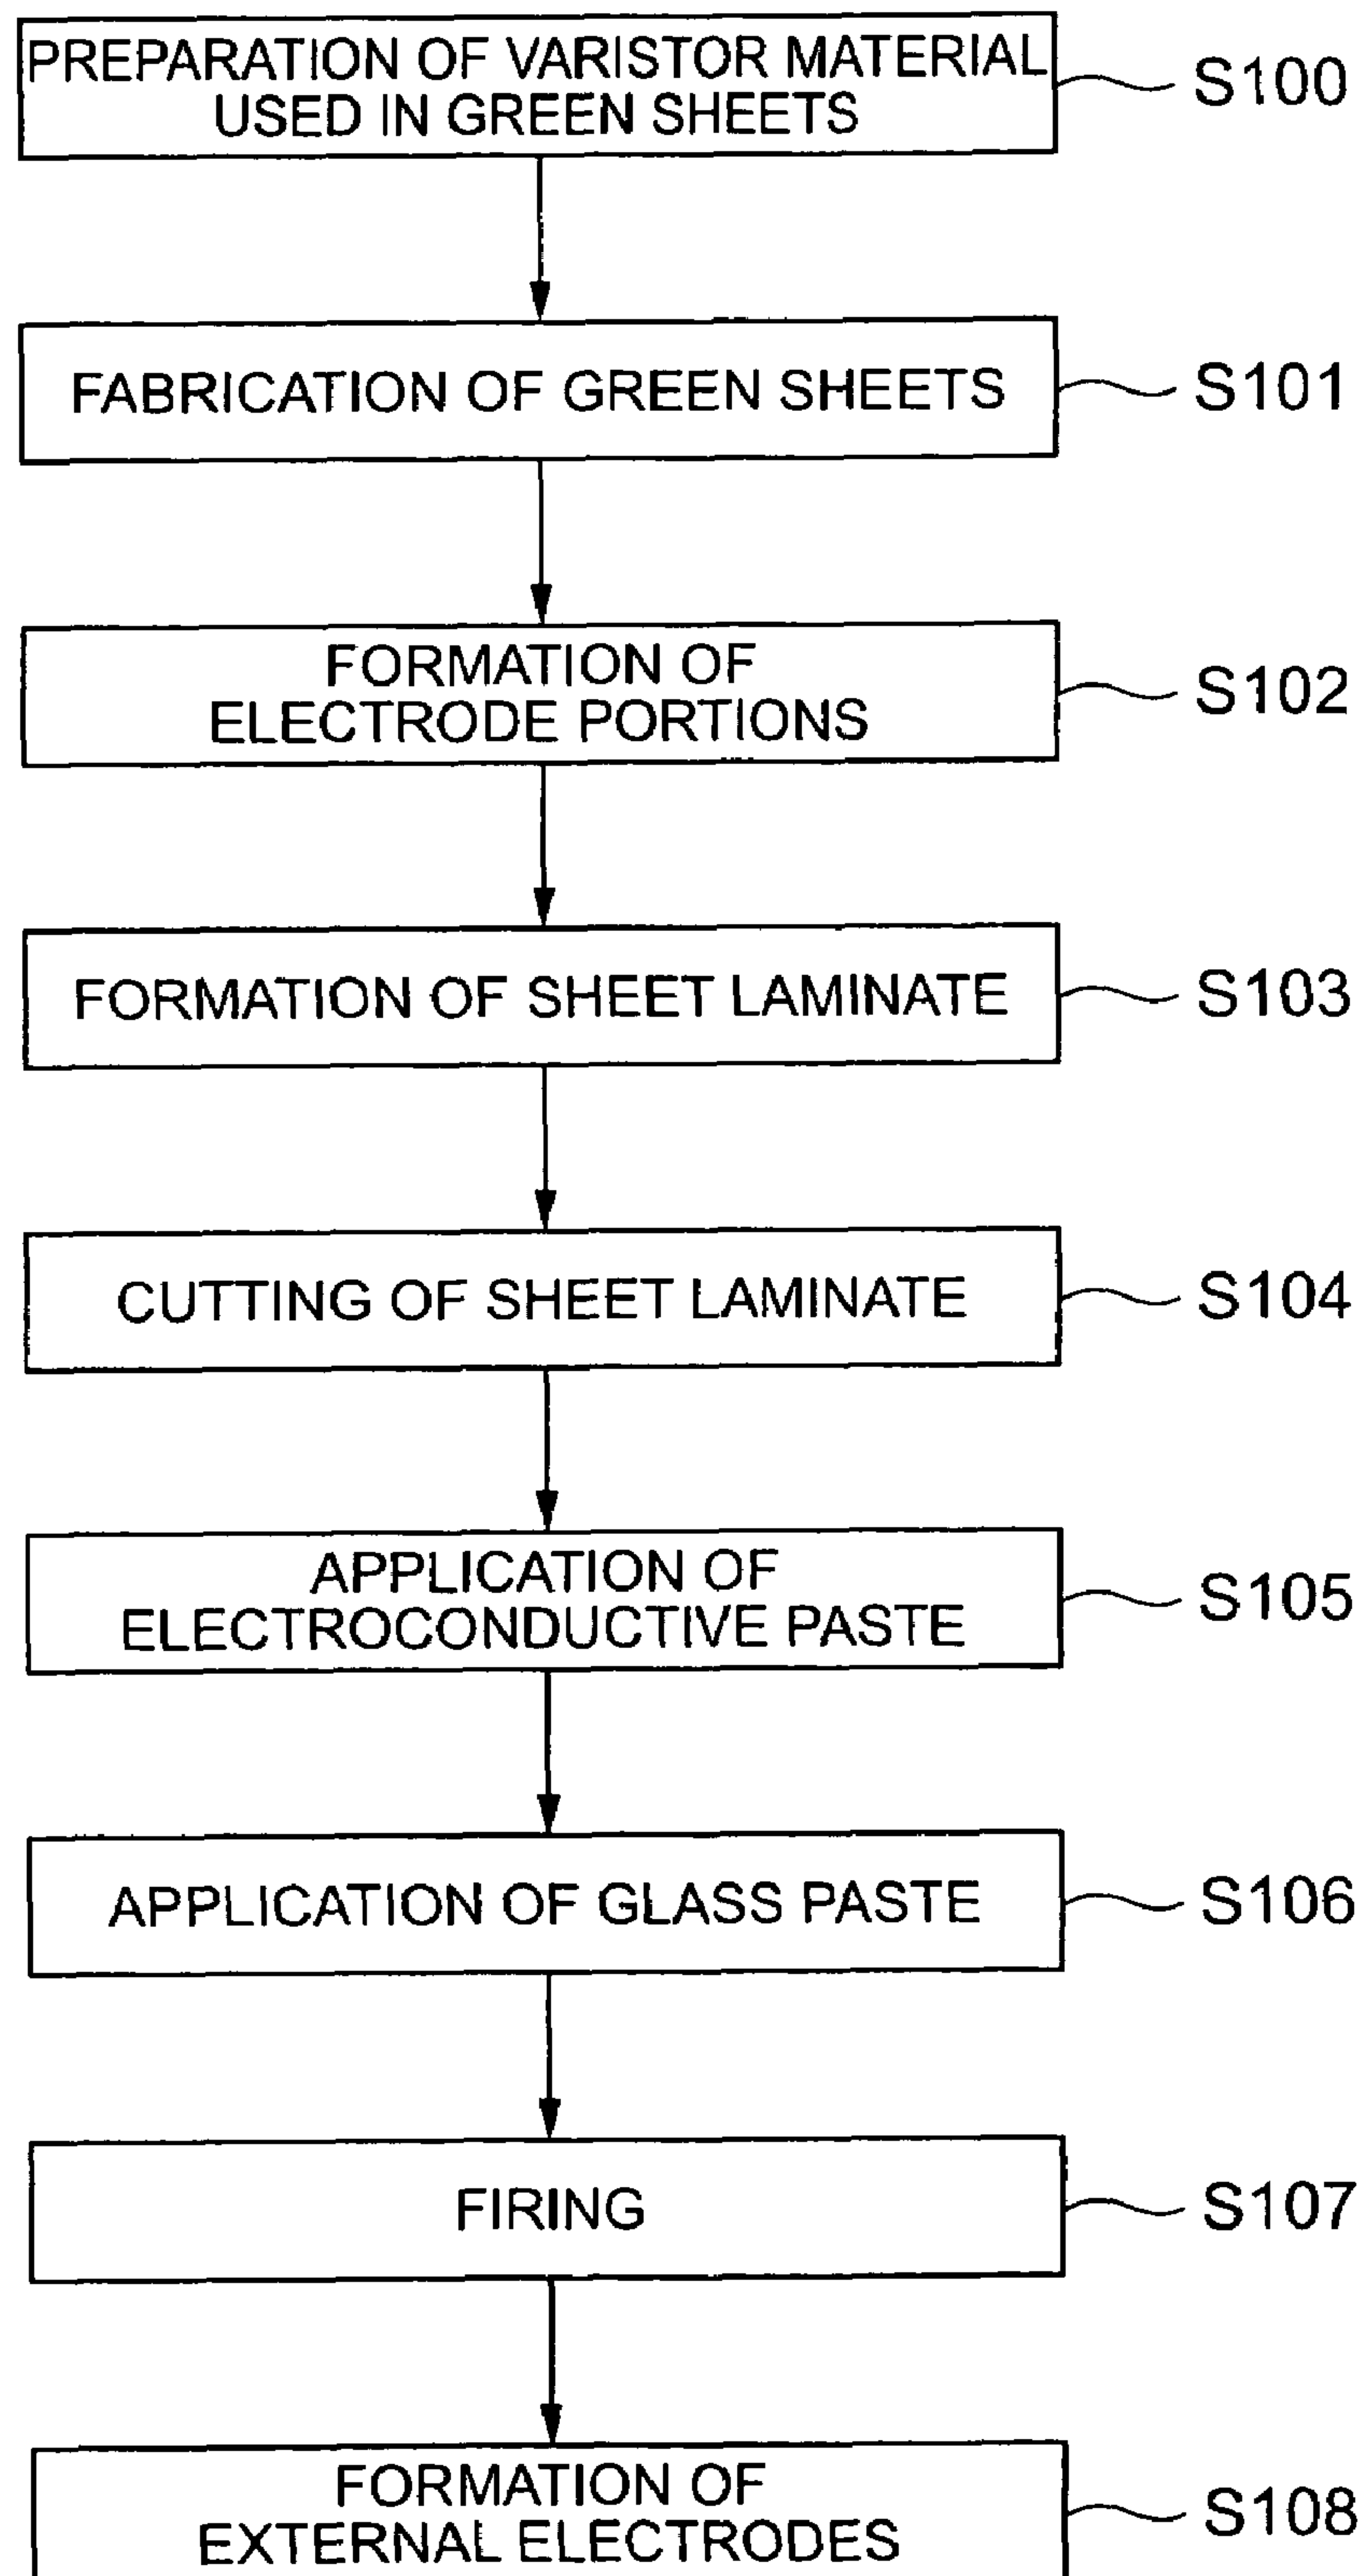 PREPARATION OF VARISTOR MATERIAL
USED IN GREEN SHEETS
S100
FABRICATION OF GREEN SHEETS
S101
FORMATION OF
ELECTRODE PORTIONS
S102
FORMATION OF SHEET LAMINATE
S103
CUTTING OF SHEET LAMINATE
S104
APPLICATION OF
ELECTROCONDUCTIVE PASTE
S105
APPLICATION OF GLASS PASTE
S106
FIRING
S107
FORMATION OF
EXTERNAL ELECTRODES
S108